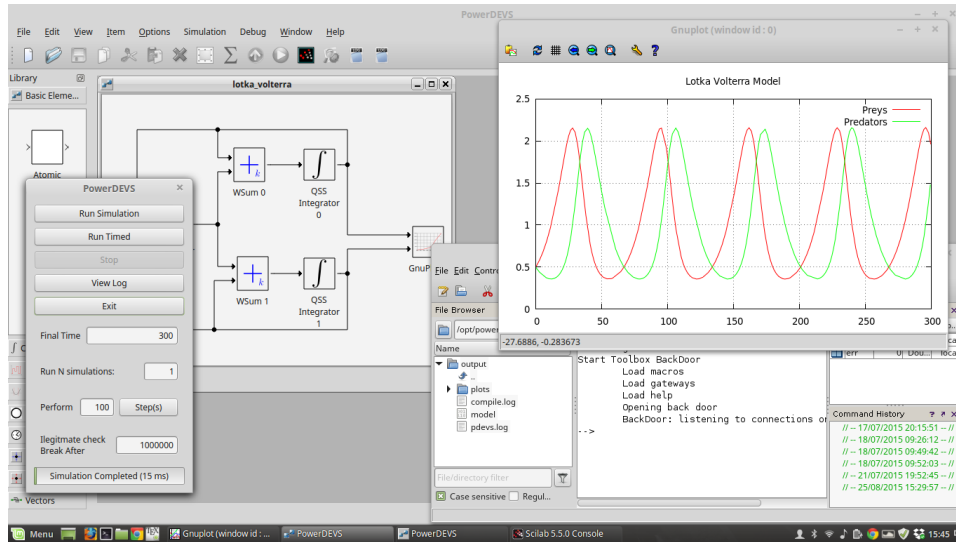 PowerDEVS
File Edit View Item Options Simulation Debug Window Help
Library
Basic Eleme...
Atomic
lotka_volterra
WSum 0
QSS
Integrator
0
WSum 1
QSS
Integrator
1
PowerDEVS
Run Simulation
Run Timed
Stop
View Log
Exit
Final Time 300
Run N simulations: 1
Perform 100 Step(s)
Ilegitmate check
Break After 1000000
Simulation Completed (15 ms)
Vectors
Gnuplot (window id : 0)
Lotka Volterra Model
Preys
Predators
2.5
2
1.5
1
0.5
0
0 50 100 150 200 250 300
-27.6886, -0.283673
File Edit
File Browser
Name
output
..
plots
compile.log
model
pdevs.log
File/directory filter
Case sensitive Regul...
Start Toolbox BackDoor
Load macros
Load gateways
Load help
Opening back door
BackDoor: listening to connections
-->
err 0 Dou...
Command History
// -- 17/07/2015 20:15:51 -- //
// -- 18/07/2015 09:26:12 -- //
// -- 18/07/2015 09:49:42 -- //
// -- 18/07/2015 09:52:03 -- //
// -- 21/07/2015 19:52:45 -- //
// -- 25/08/2015 15:29:57 -- //
Menu Gnuplot (window id : ... PowerDEVS PowerDEVS Scilab 5.5.0 Console 15:45